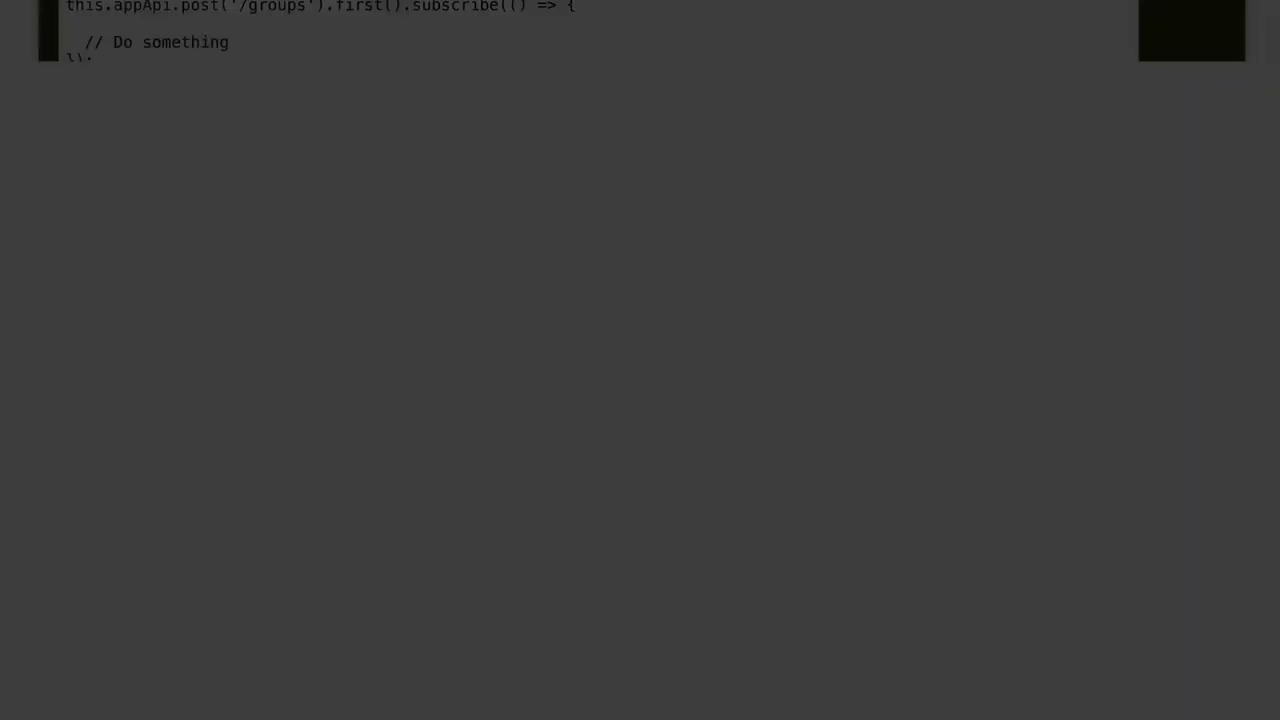 this.appApi.post('/groups').first().subscribe(() => {
// Do something
});